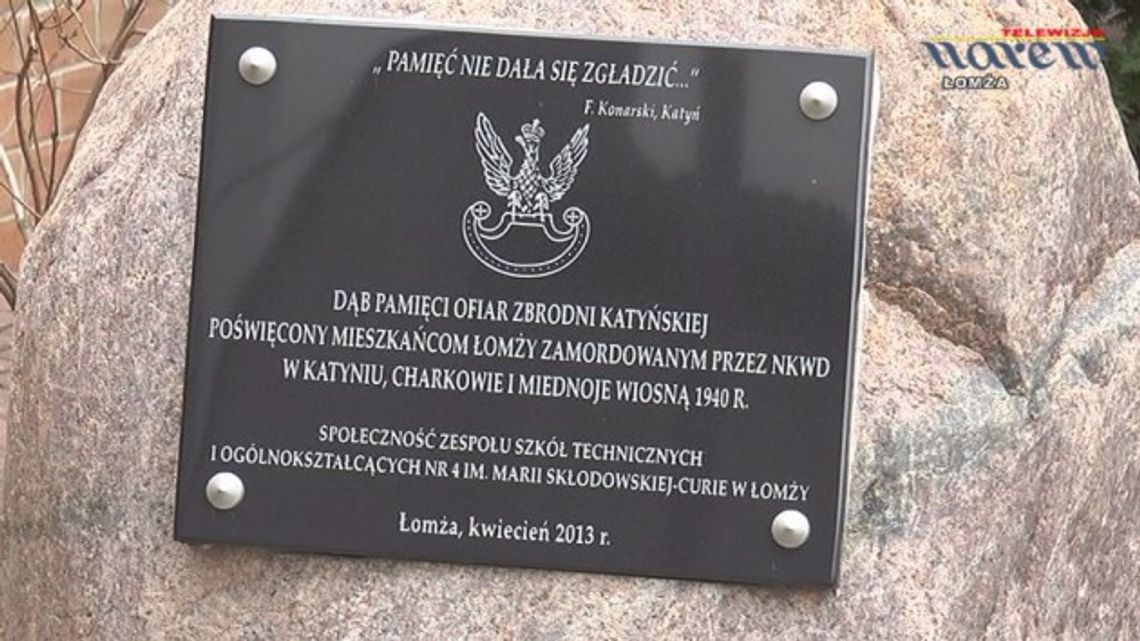 TELEWIZJA
Narew
ŁOMŻA
„PAMIĘĆ NIE DAŁA SIĘ ZGŁADZIĆ...“
F. Konarski, Katyń
DĄB PAMIĘCI OFIAR ZBRODNI KATYŃSKIEJ
POŚWIĘCONY MIESZKAŃCOM ŁOMŻY ZAMORDOWANYM PRZEZ NKWD
W KATYNIU, CHARKOWIE I MIEDNOJE WIOSNĄ 1940 R.
SPOŁECZNOŚĆ ZESPOŁU SZKÓŁ TECHNICZNYCH
I OGÓLNOKSZTAŁCĄCYCH NR 4 IM. MARII SKŁODOWSKIEJ-CURIE W ŁOMŻY
Łomża, kwiecień 2013 r.